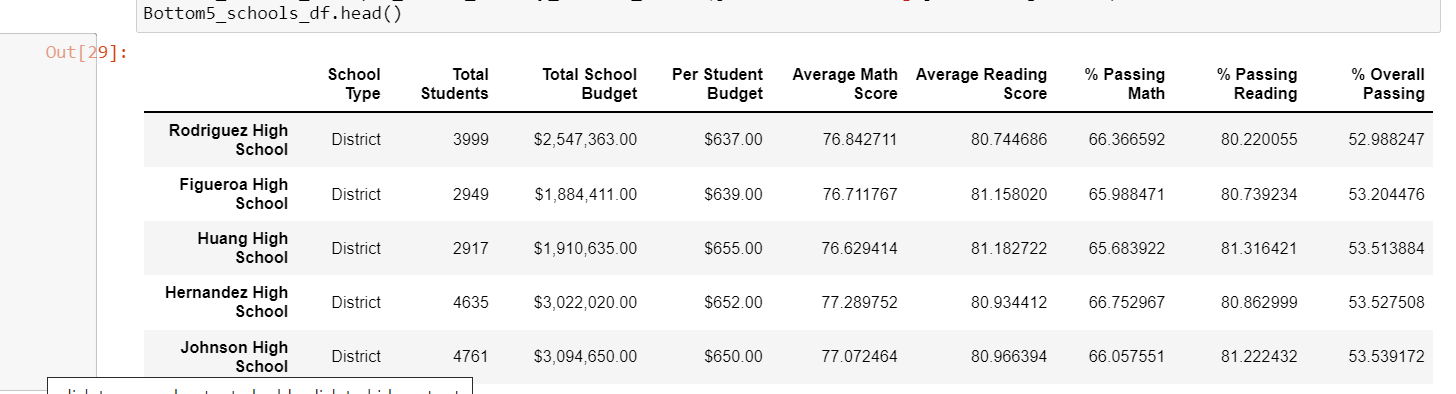 Bottom5_schools_df.head()
Out[29]:
School Type Total Students Total School Budget Per Student Budget Average Math Score Average Reading Score % Passing Math % Passing Reading % Overall Passing
Rodriguez High School District 3999 $2,547,363.00 $637.00 76.842711 80.744686 66.366592 80.220055 52.988247
Figueroa High School District 2949 $1,884,411.00 $639.00 76.711767 81.158020 65.988471 80.739234 53.204476
Huang High School District 2917 $1,910,635.00 $655.00 76.629414 81.182722 65.683922 81.316421 53.513884
Hernandez High School District 4635 $3,022,020.00 $652.00 77.289752 80.934412 66.752967 80.862999 53.527508
Johnson High School District 4761 $3,094,650.00 $650.00 77.072464 80.966394 66.057551 81.222432 53.539172